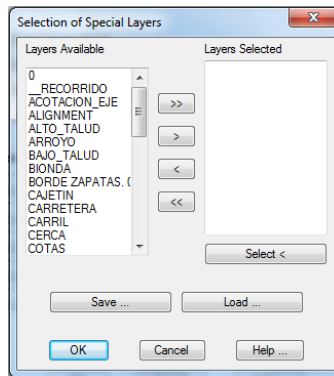 Selection of Special Layers
Layers Available
Layers Selected
0
__RECORRIDO
ACOTACION_EJE
ALIGNMENT
ALTO_TALUD
ARROYO
BAJO_TALUD
BIONDA
BORDE ZAPATAS. (
CAJETIN
CARRETERA
CARRIL
CERCA
COTAS
>>
>
<
<<
Select <
Save ...
Load ...
OK
Cancel
Help ...